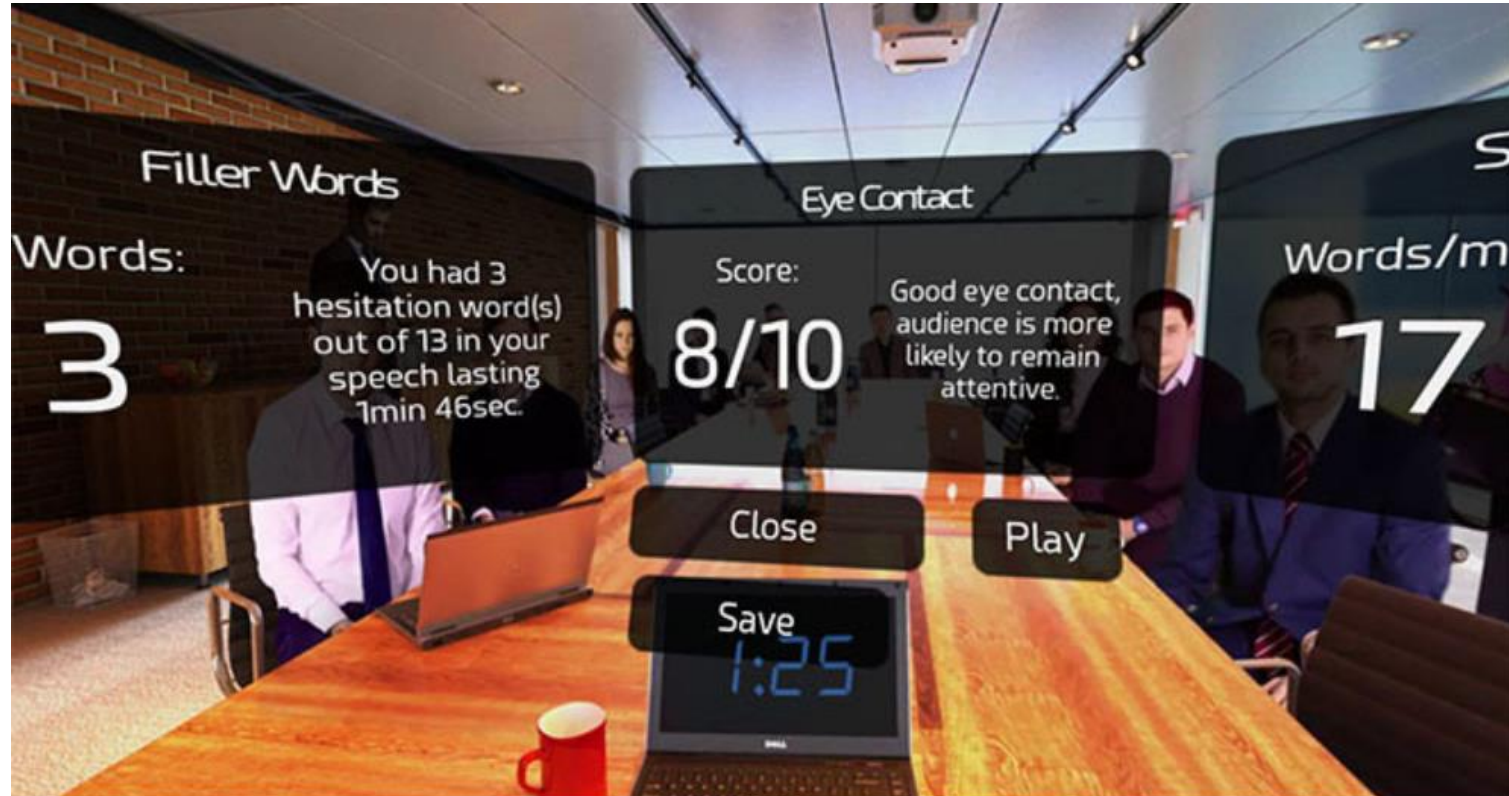 Filler Words
Words:
3
You had 3
hesitation word(s)
out of 13 in your
speech lasting
1min 46sec.
Eye Contact
Score:
8/10
Good eye contact,
audience is more
likely to remain
attentive.
S
Words/m
17
Close
Play
Save
1:25
DELL